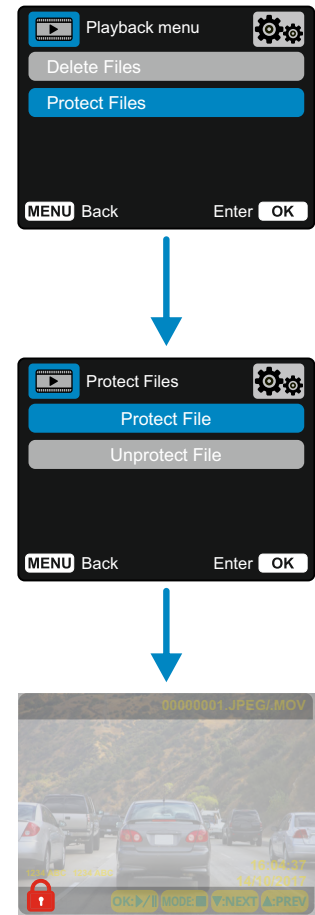 Playback menu
Delete Files
Protect Files
MENU Back Enter OK
Protect Files
Protect File
Unprotect File
MENU Back Enter OK
00000001.JPEG/.MOV
OK: MODE: :NEXT :PREV